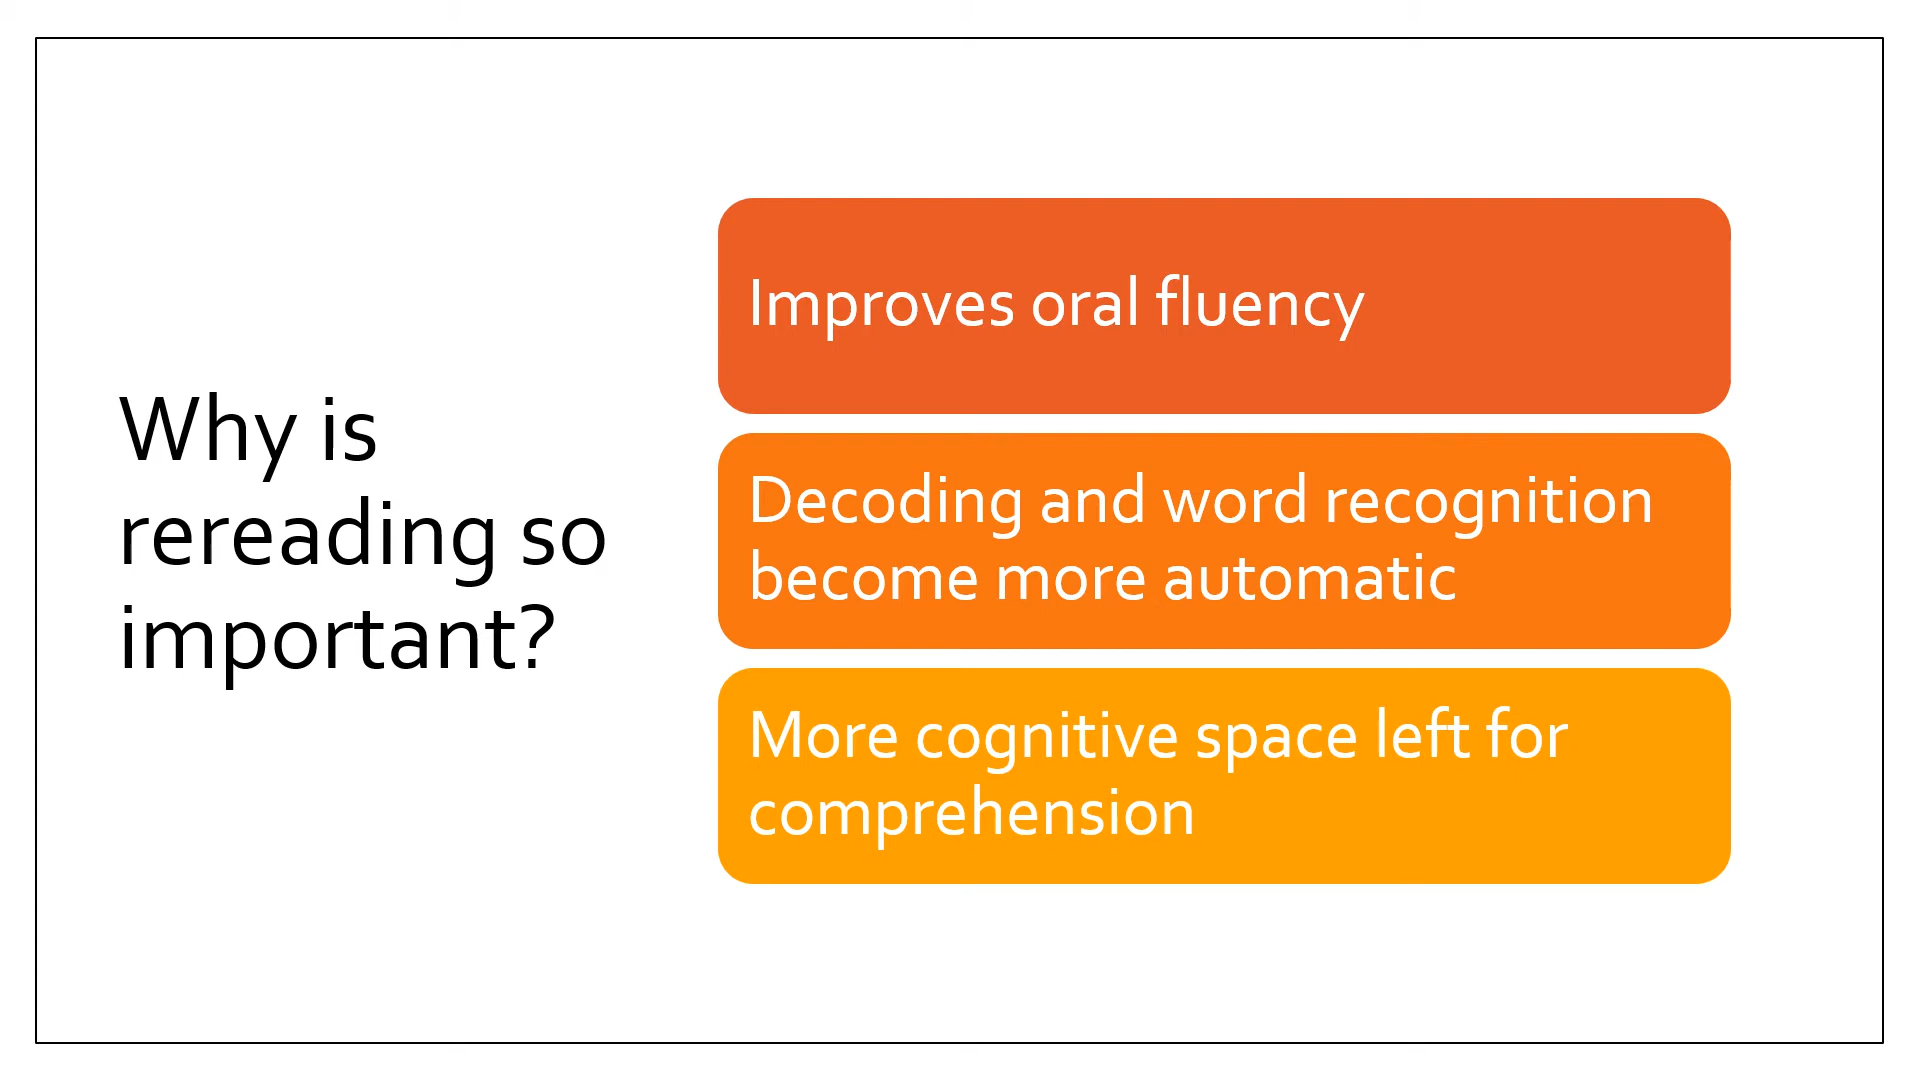 Why is
rereading so
important?
Improves oral fluency
Decoding and word recognition
become more automatic
More cognitive space left for
comprehension